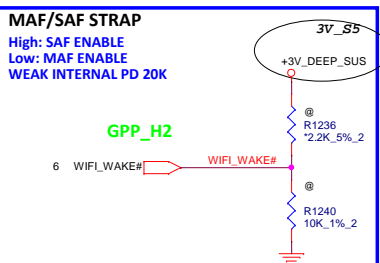 MAF/SAF STRAP
High: SAF ENABLE
Low: MAF ENABLE
WEAK INTERNAL PD 20K
3V_S5
+3V_DEEP_SUS
@
R1236
*2.2K_5%_2
GPP_H2
6 WIFI_WAKE# WIFI_WAKE#
@
R1240
10K_1%_2